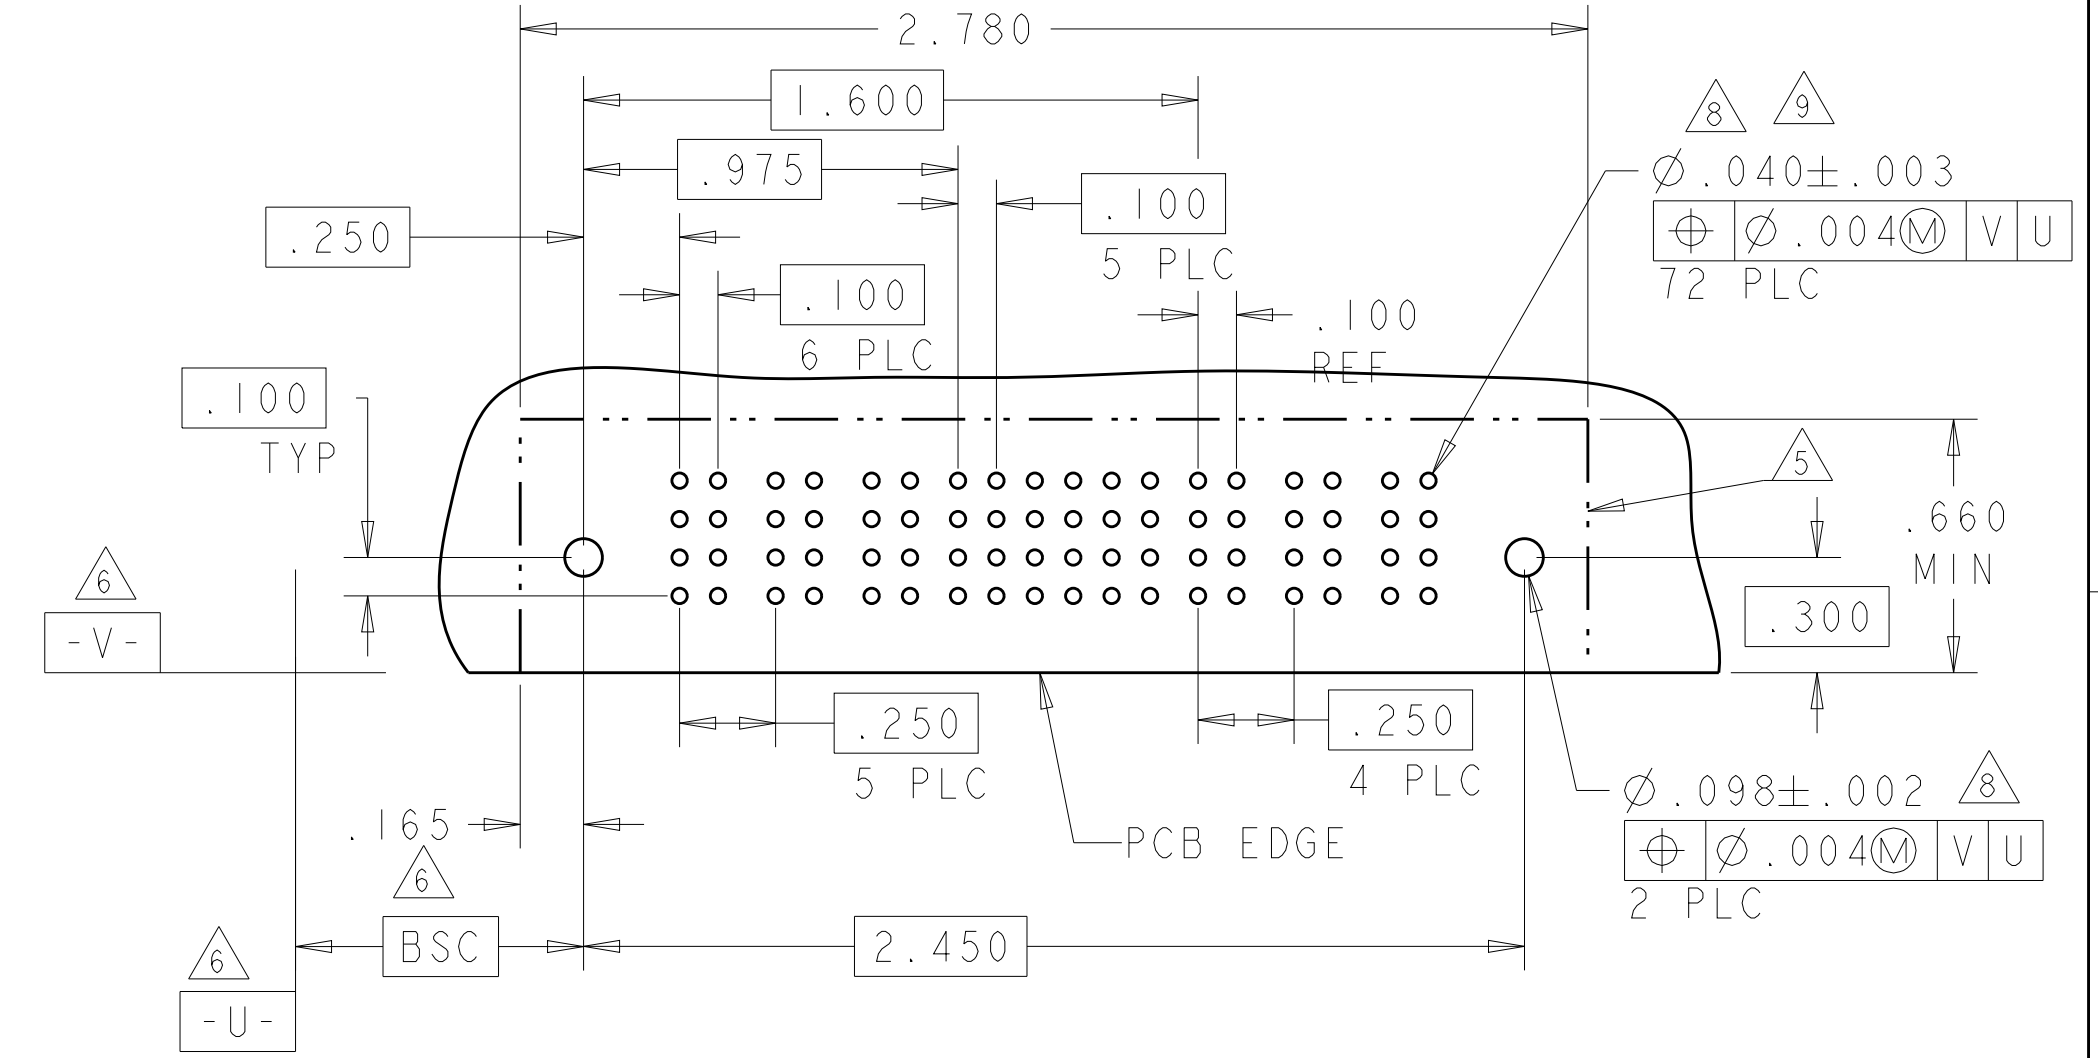 2.780
1.600
8
9
.975
Ø.040±.003
.100
⌖ Ø.004Ⓜ V U
5 PLC
72 PLC
.250
.100
6 PLC
.100
REF
.100
TYP
5
.660
MIN
6
-V-
.300
.250
5 PLC
.250
4 PLC
Ø.098±.002
8
.165
PCB EDGE
⌖ Ø.004Ⓜ V U
2 PLC
6
BSC
2.450
6
-U-